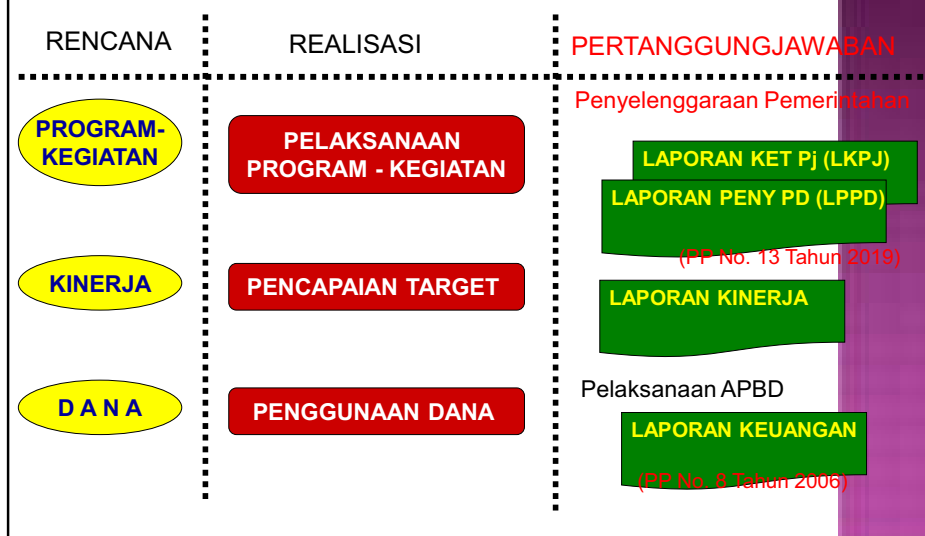 RENCANA
REALISASI
PERTANGGUNGJAWABAN
Penyelenggaraan Pemerintahan
PROGRAM-
KEGIATAN
PELAKSANAAN
PROGRAM - KEGIATAN
LAPORAN KET Pj (LKPJ)
LAPORAN PENY PD (LPPD)
(PP No. 13 Tahun 2019)
KINERJA
PENCAPAIAN TARGET
LAPORAN KINERJA
D A N A
PENGGUNAAN DANA
Pelaksanaan APBD
LAPORAN KEUANGAN
(PP No. 8 Tahun 2006)